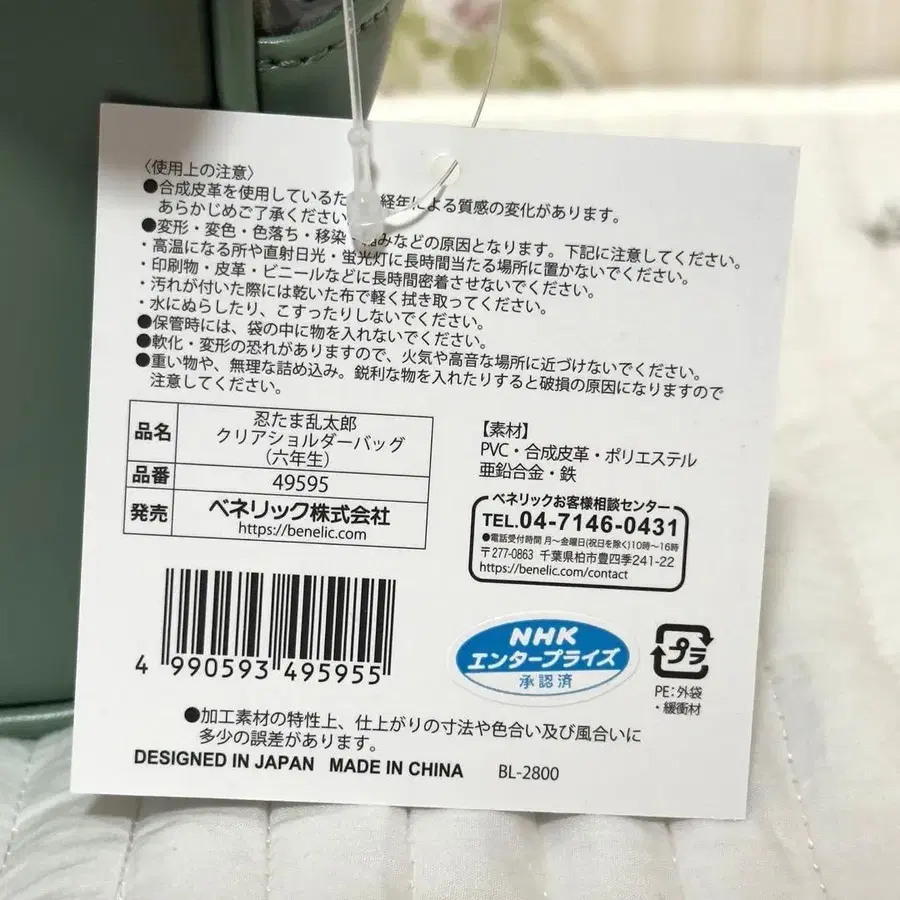 〈使用上の注意〉
●合成皮革を使用しているた 経年による質感の変化があります。
あらかじめご了承ください
●変形・変色・色落ち・移染・ みなどの原因となります。下記に注意してください。
・高温になる所や直射日光・蛍光灯に長時間当たる場所に置かないでください。
・印刷物・皮革・ビニールなどに長時間密着させないでください。
・汚れが付いた際には乾いた布で軽く拭き取ってください。
・水にぬらしたり、こすったりしないでください。
●保管時には、袋の中に物を入れないでください。
●軟化・変形の恐れがありますので、火気や高音な場所に近づけないでください。
●重い物や、無理な詰め込み。鋭利な物を入れたりすると破損の原因になりますので
注意してください。
品名
忍たま乱太郎
クリアショルダーバッグ
(六年生)
品番
49595
発売
ベネリック株式会社
https://benelic.com
【素材】
PVC・合成皮革・ポリエステル
亜鉛合金・鉄
ベネリックお客様相談センター
TEL.04-7146-0431
●電話受付時間 月〜金曜日(祝日を除く)10時〜16時
〒277-0863 千葉県柏市豊四季241-22
https://benelic.com/contact
4 990593 495955
NHK
エンタープライズ
承認済
プラ
PE:外袋
・緩衝材
●加工素材の特性上、仕上がりの寸法や色合い及び風合いに
多少の誤差があります。
DESIGNED IN JAPAN MADE IN CHINA BL-2800